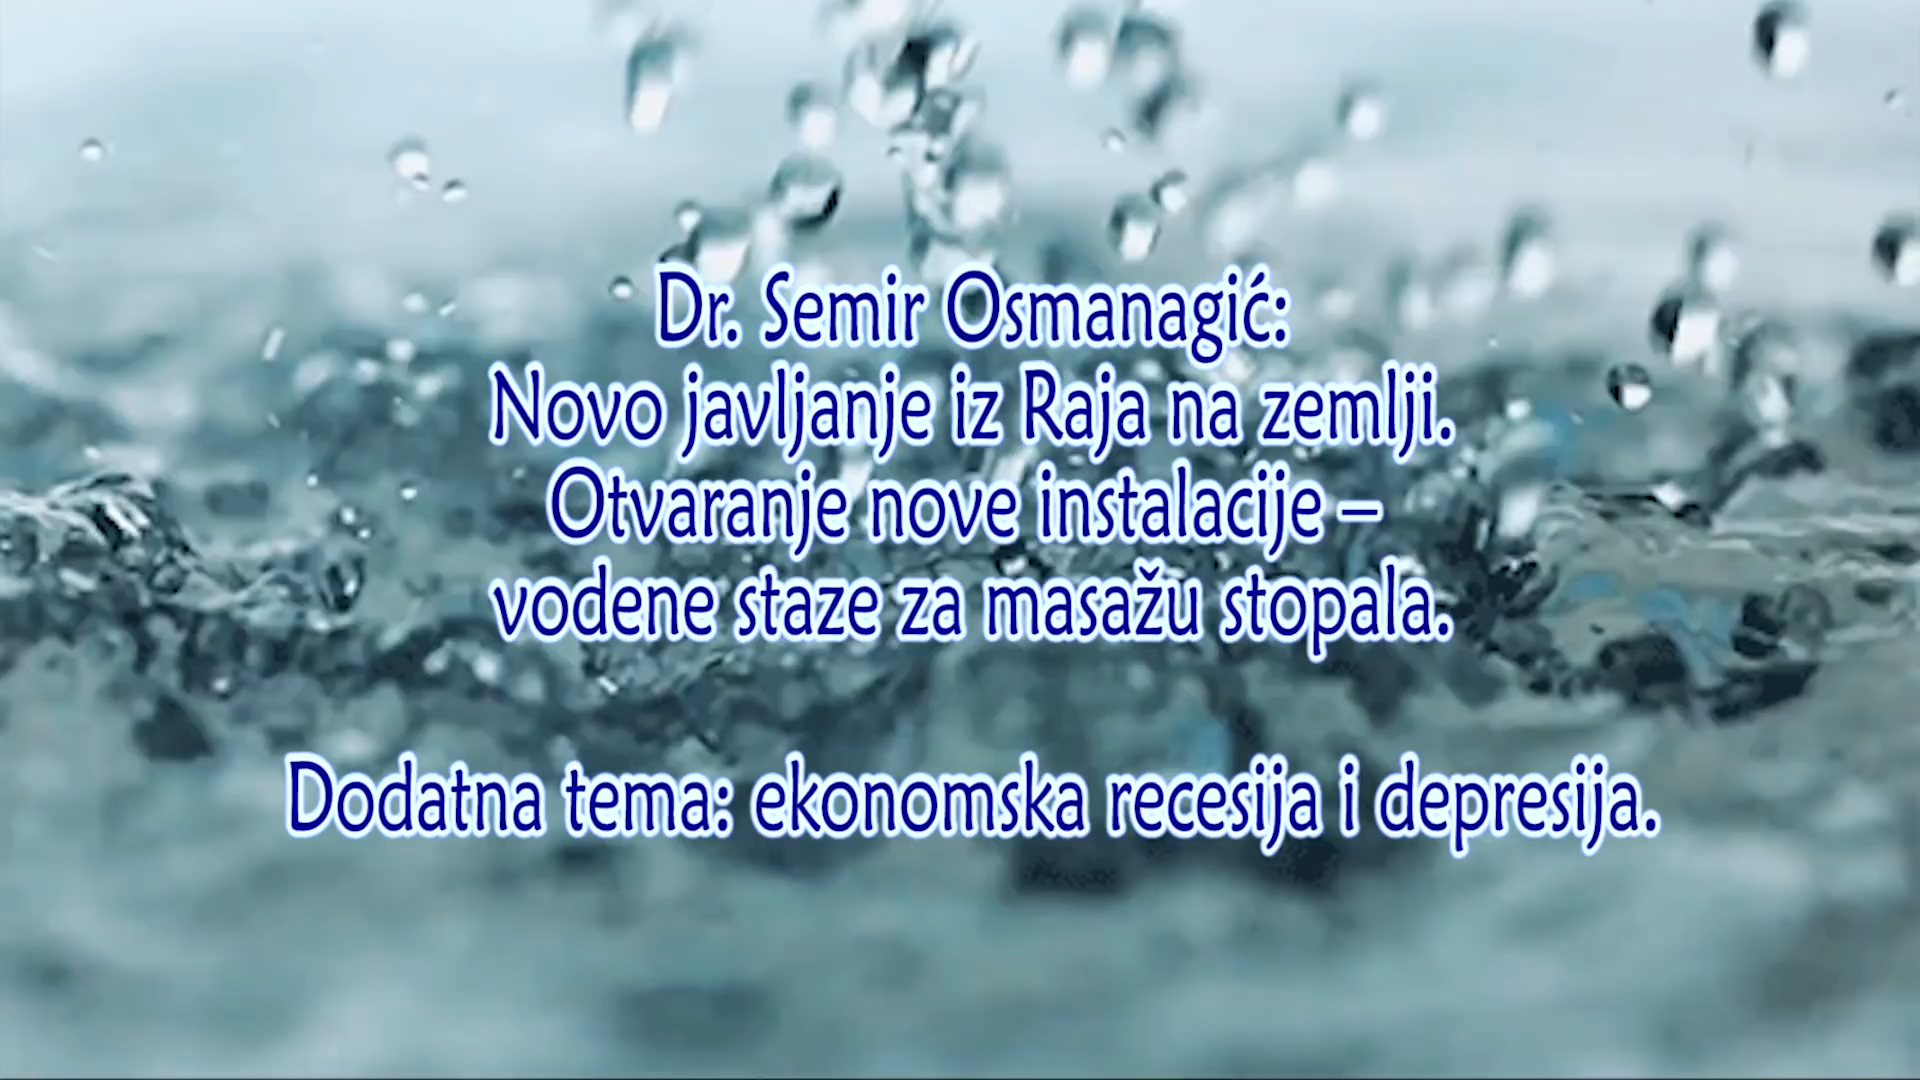 Dr. Semir Osmanagić:
Novo javljanje iz Raja na zemlji.
Otvaranje nove instalacije –
vodene staze za masažu stopala.
Dodatna tema: ekonomska recesija i depresija.